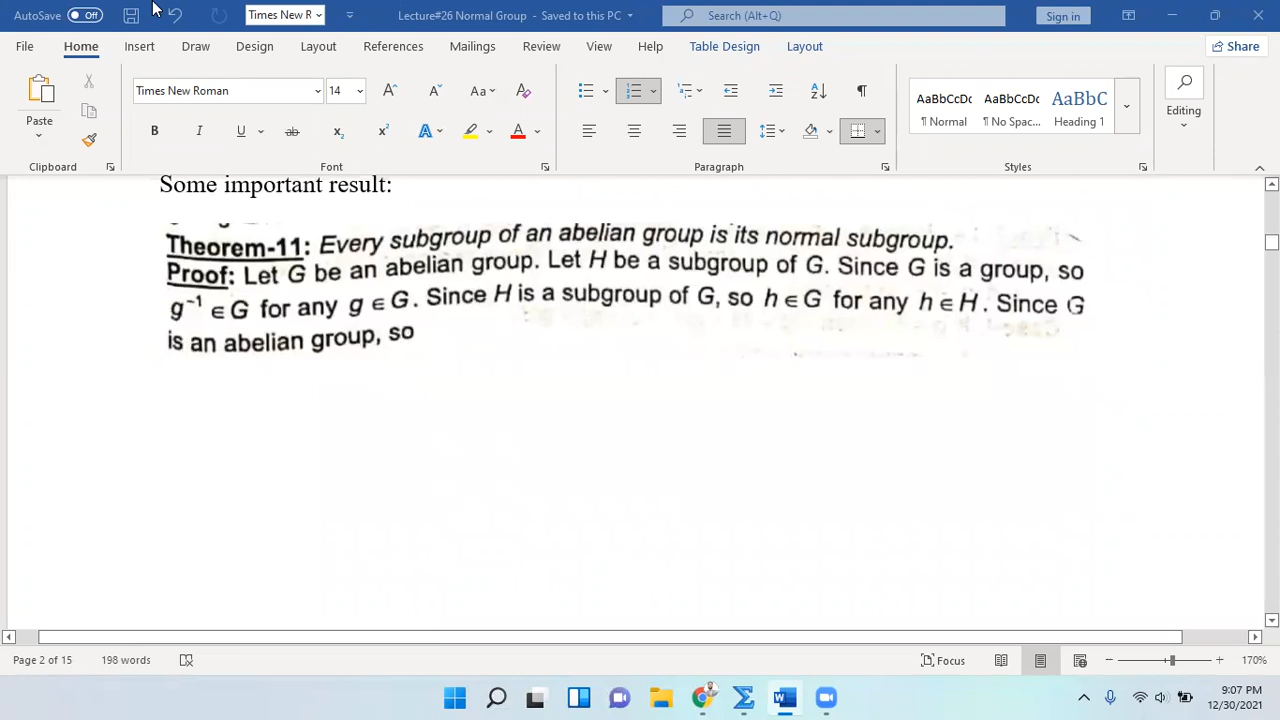 AutoSave Off Times New R Lecture#26 Normal Group - Saved to this PC Search (Alt+Q) Sign in
File Home Insert Draw Design Layout References Mailings Review View Help Table Design Layout Share
Times New Roman 14 Aa A AaBbCcDc AaBbCcDc AaBbC
Paste B I U ab x₂ x² A A ¶ Normal ¶ No Spac... Heading 1 Editing
Clipboard Font Paragraph Styles
Some important result:
Theorem-11: Every subgroup of an abelian group is its normal subgroup.
Proof: Let G be an abelian group. Let H be a subgroup of G. Since G is a group, so
g⁻¹ ∈ G for any g ∈ G. Since H is a subgroup of G, so h ∈ G for any h ∈ H. Since G
is an abelian group, so
Page 2 of 15 198 words Focus 170%
9:07 PM
12/30/2021